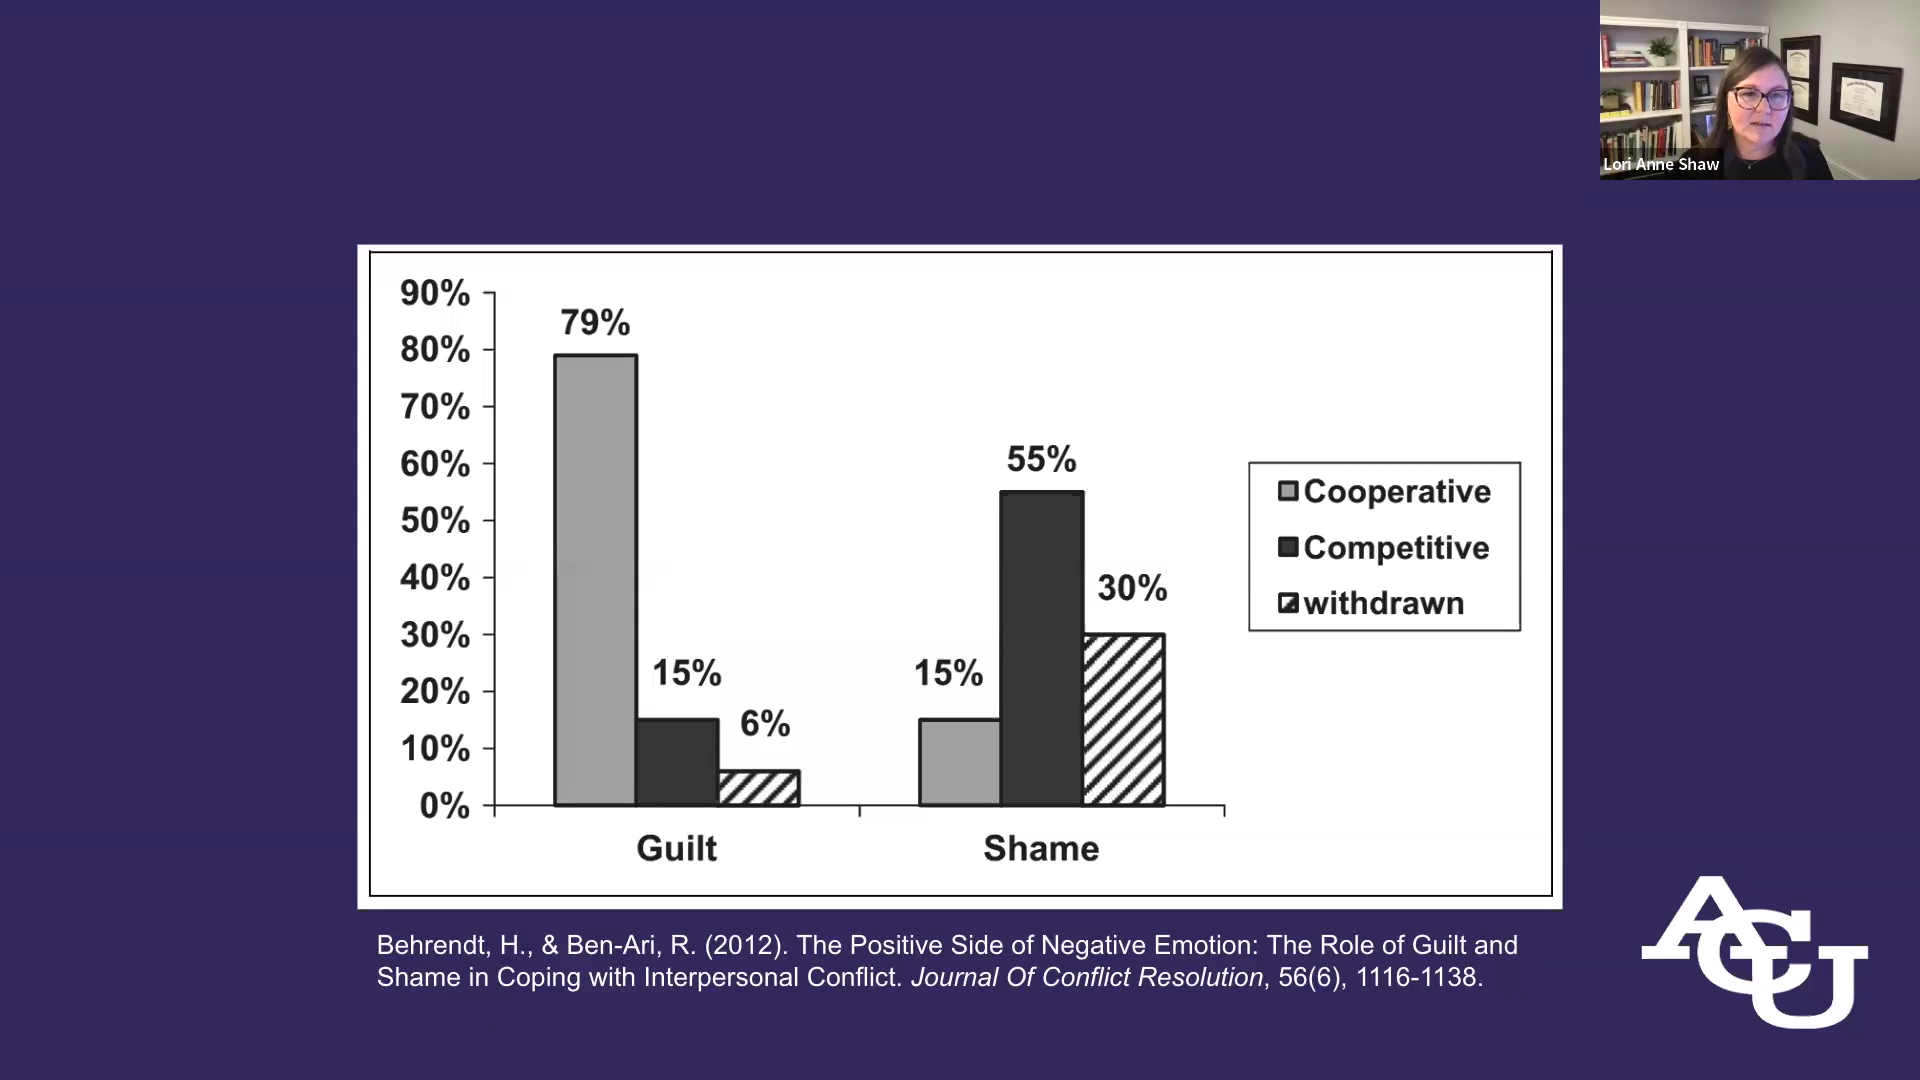 Lori Anne Shaw
90%
80%
70%
60%
50%
40%
30%
20%
10%
0%
79%
15%
6%
15%
55%
30%
Guilt
Shame
Cooperative
Competitive
withdrawn
Behrendt, H., & Ben-Ari, R. (2012). The Positive Side of Negative Emotion: The Role of Guilt and
Shame in Coping with Interpersonal Conflict. Journal Of Conflict Resolution, 56(6), 1116-1138.
ACU